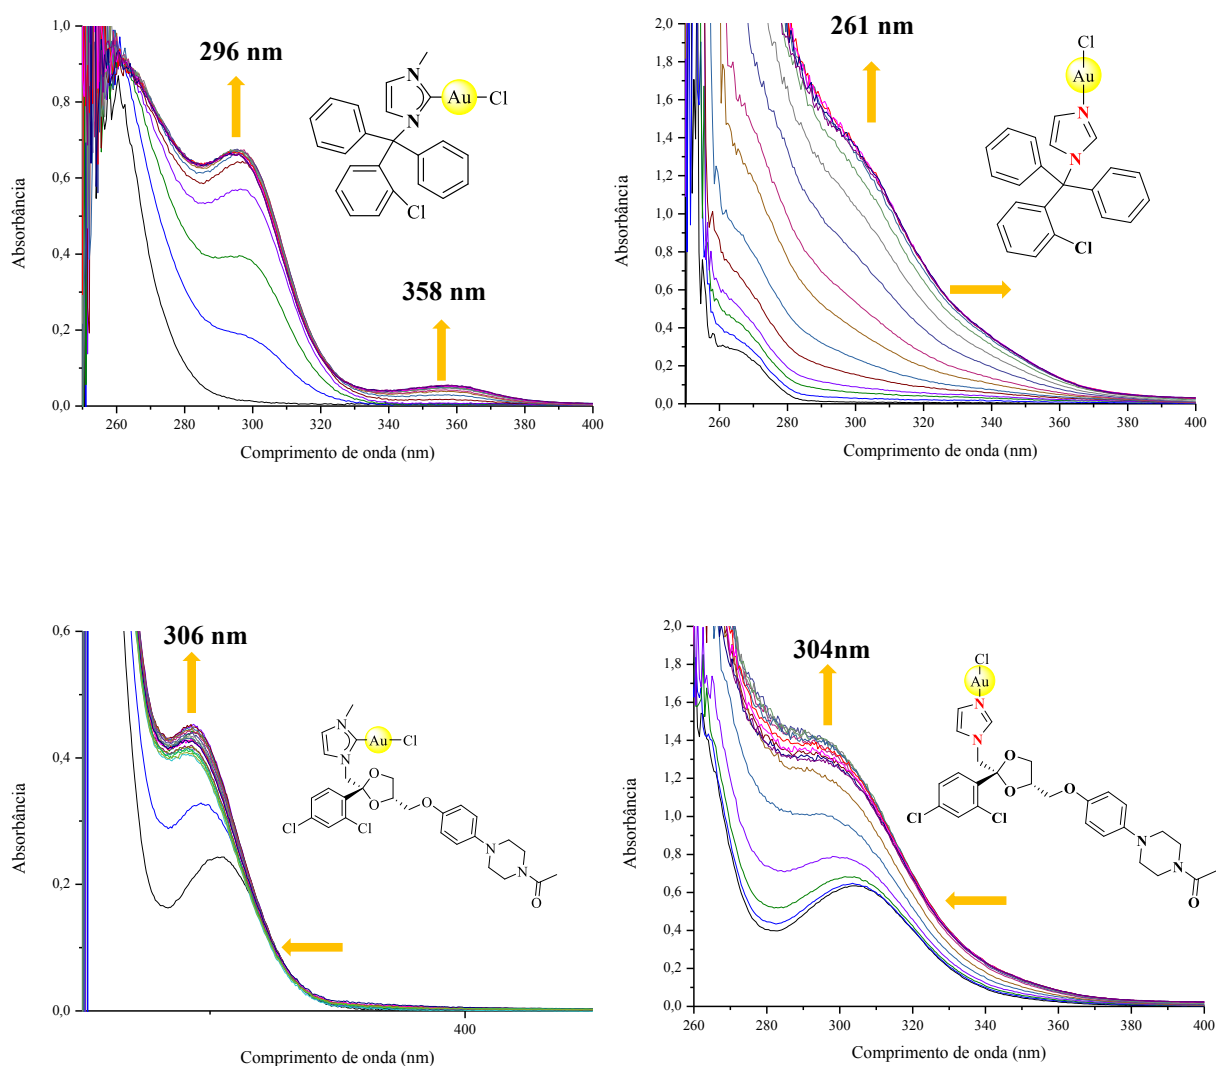 296 nm
358 nm
N
N
Au
Cl
Cl
1,0
0,8
0,6
0,4
0,2
0,0
Absorbância
260
280
300
320
340
360
380
400
Comprimento de onda (nm)
261 nm
Cl
Au
N
N
Cl
2,0
1,8
1,6
1,4
1,2
1,0
0,8
0,6
0,4
0,2
0,0
Absorbância
260
280
300
320
340
360
380
400
Comprimento de onda (nm)
306 nm
N
Au
Cl
N
O
O
O
Cl
Cl
N
N
O
0,6
0,4
0,2
0,0
Absorbância
400
Comprimento de onda (nm)
304nm
Cl
Au
N
N
O
O
O
Cl
Cl
N
N
O
2,0
1,8
1,6
1,4
1,2
1,0
0,8
0,6
0,4
0,2
0,0
Absorbância
260
280
300
320
340
360
380
400
Comprimento de onda (nm)